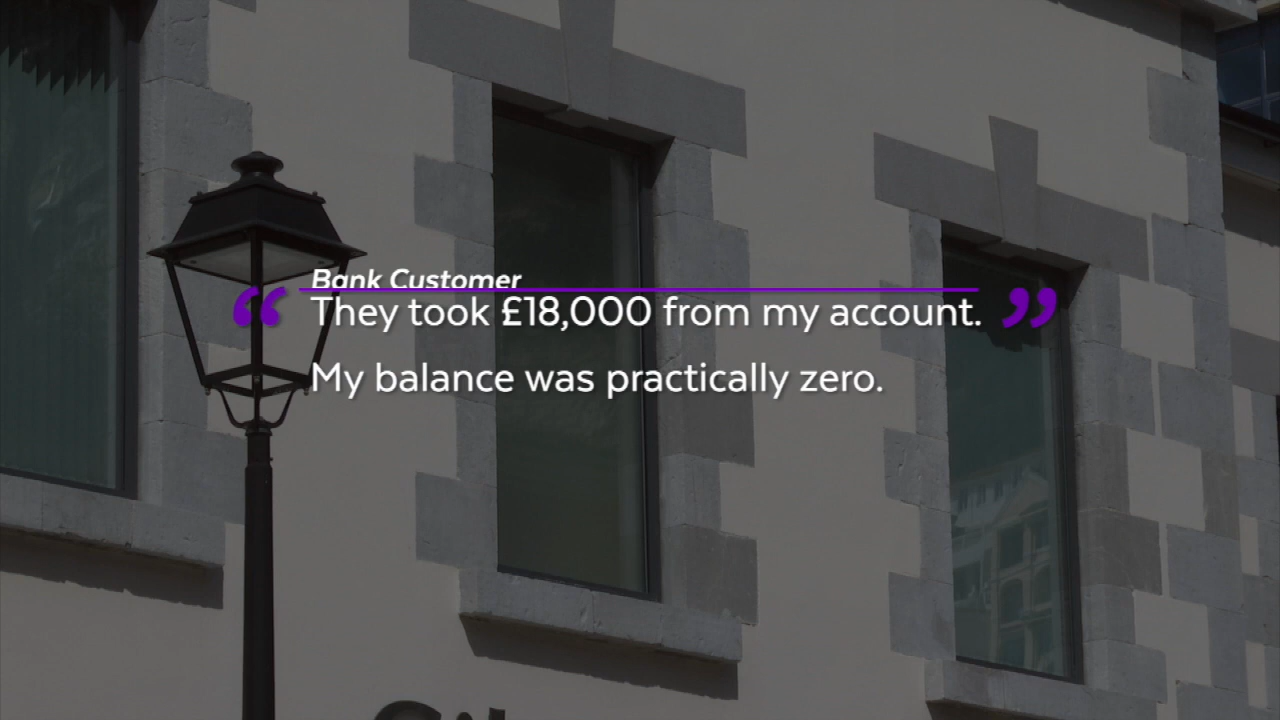 Bank Customer
“They took £18,000 from my account.”
My balance was practically zero.